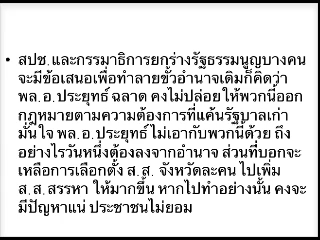 • สปช. และกรรมาธิการยกร่างรัฐธรรมนูญบางคน
จะมีข้อเสนอเพื่อทำลายขั้วอำนาจเดิมก็คิดว่า
พล.อ.ประยุทธ์ ฉลาด คงไม่ปล่อยให้พวกนี้ออก
กฎหมายตามความต้องการที่แค้นรัฐบาลเก่า
มั่นใจ พล.อ.ประยุทธ์ ไม่เอากับพวกนี้ด้วย ถึง
อย่างไรวันหนึ่งต้องลงจากอำนาจ ส่วนที่บอกจะ
เหลือการเลือกตั้ง ส.ส. จังหวัดละคน ไปเพิ่ม
ส.ส.สรรหา ให้มากขึ้น หากไปทำอย่างนั้น คงจะ
มีปัญหาแน่ ประชาชนไม่ยอม